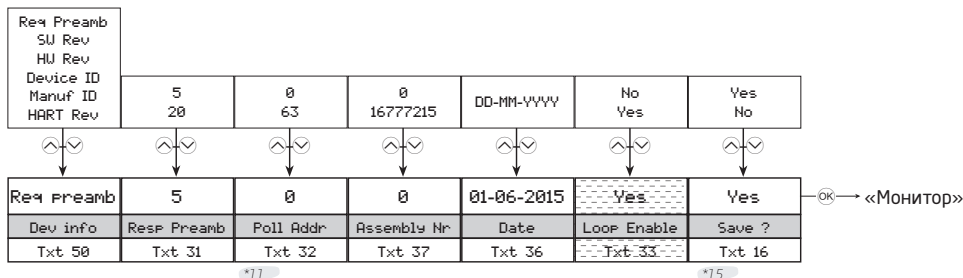 Req Preamb
SW Rev
HW Rev
Device ID
Manuf ID
HART Rev
5
20
0
63
0
16777215
DD-MM-YYYY
No
Yes
Yes
No
Req preamb 5 0 0 01-06-2015 Yes Yes OK «Монитор»
Dev info Resp Preamb Poll Addr Assembly Nr Date Loop Enable Save ?
Txt 50 Txt 31 Txt 32 Txt 37 Txt 36 Txt 33 Txt 16
*11 *15